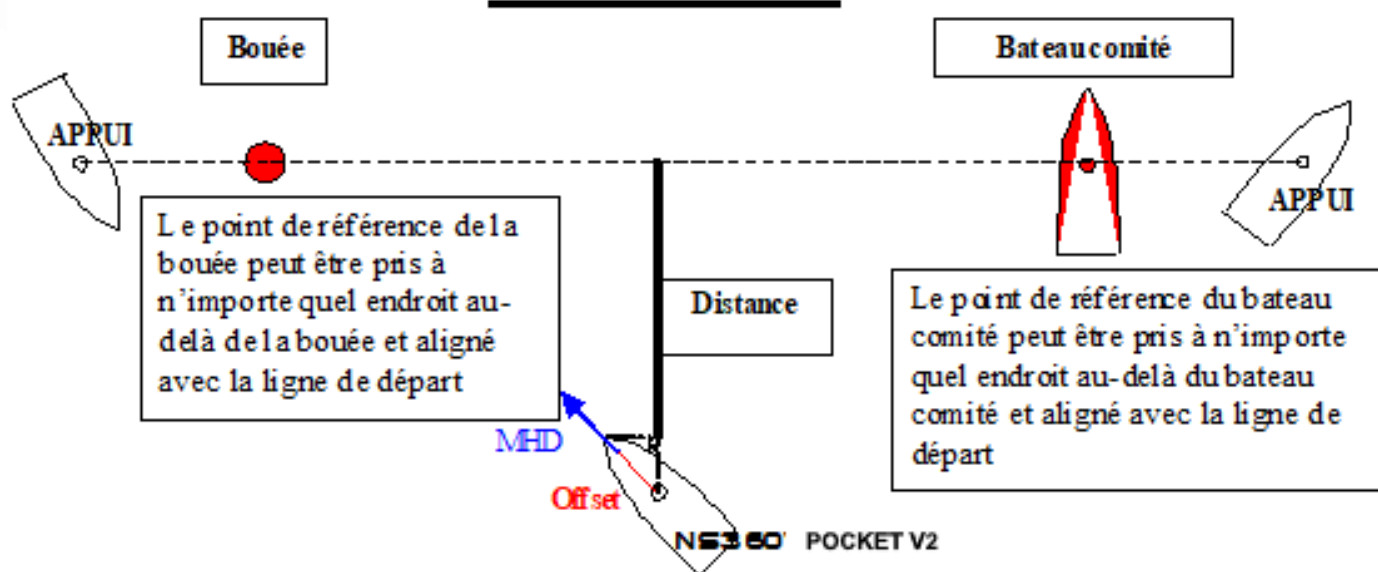 Bouée
Bateau comité
APPUI
APPUI
Le point de référence de la
bouée peut être pris à
n'importe quel endroit au-
delà de la bouée et aligné
avec la ligne de départ
Distance
Le point de référence du bateau
comité peut être pris à n'importe
quel endroit au-delà du bateau
comité et aligné avec la ligne de
départ
MHD
Offset
NS360' POCKET V2